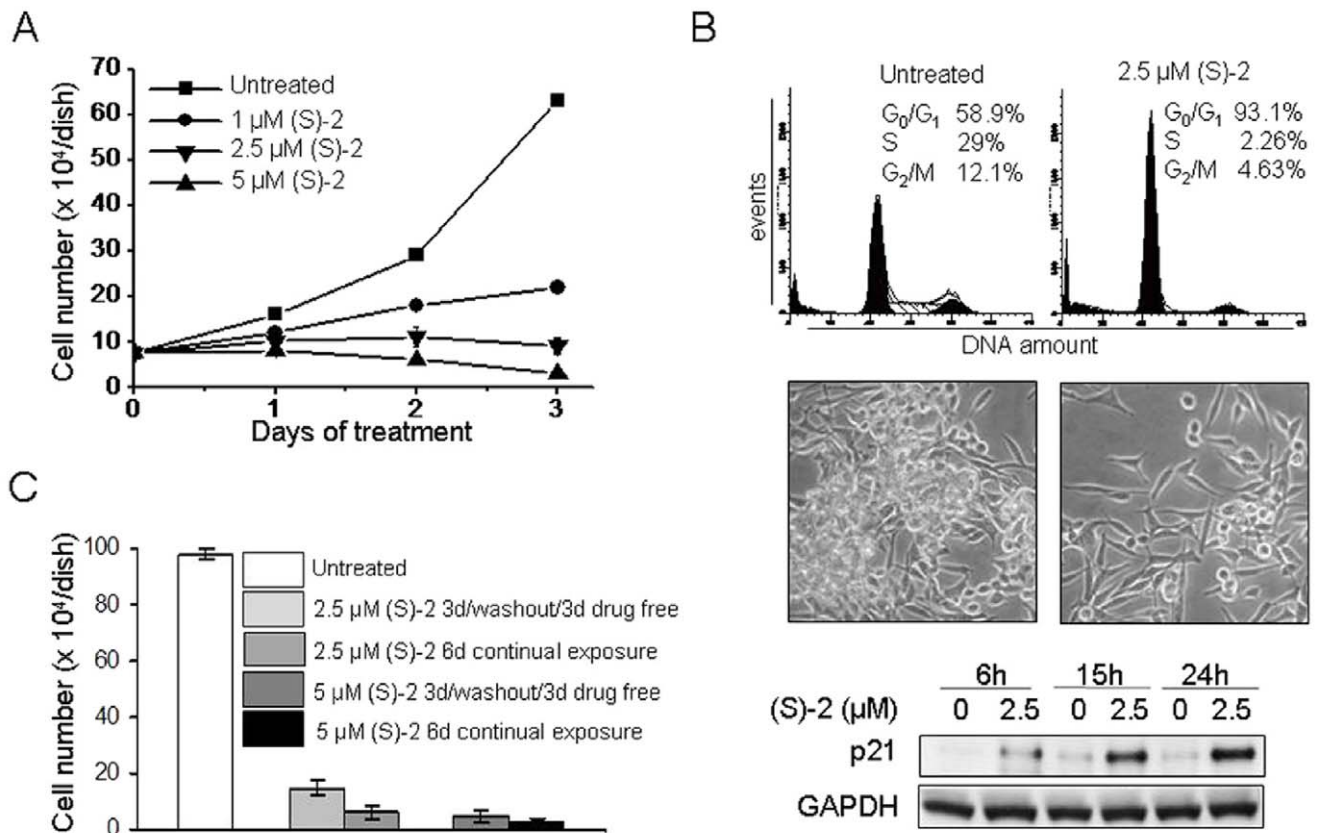 A
70
60
50
40
30
20
10
0
Cell number (x 10⁴/dish)
Untreated
1 µM (S)-2
2.5 µM (S)-2
5 µM (S)-2
0 1 2 3
Days of treatment
B
Untreated
G₀/G₁ 58.9%
S 29%
G₂/M 12.1%
2.5 µM (S)-2
G₀/G₁ 93.1%
S 2.26%
G₂/M 4.63%
events
DNA amount
C
100
80
60
40
20
0
Cell number (x 10⁴/dish)
Untreated
2.5 µM (S)-2 3d/washout/3d drug free
2.5 µM (S)-2 6d continual exposure
5 µM (S)-2 3d/washout/3d drug free
5 µM (S)-2 6d continual exposure
6h 15h 24h
(S)-2 (µM) 0 2.5 0 2.5 0 2.5
p21
GAPDH